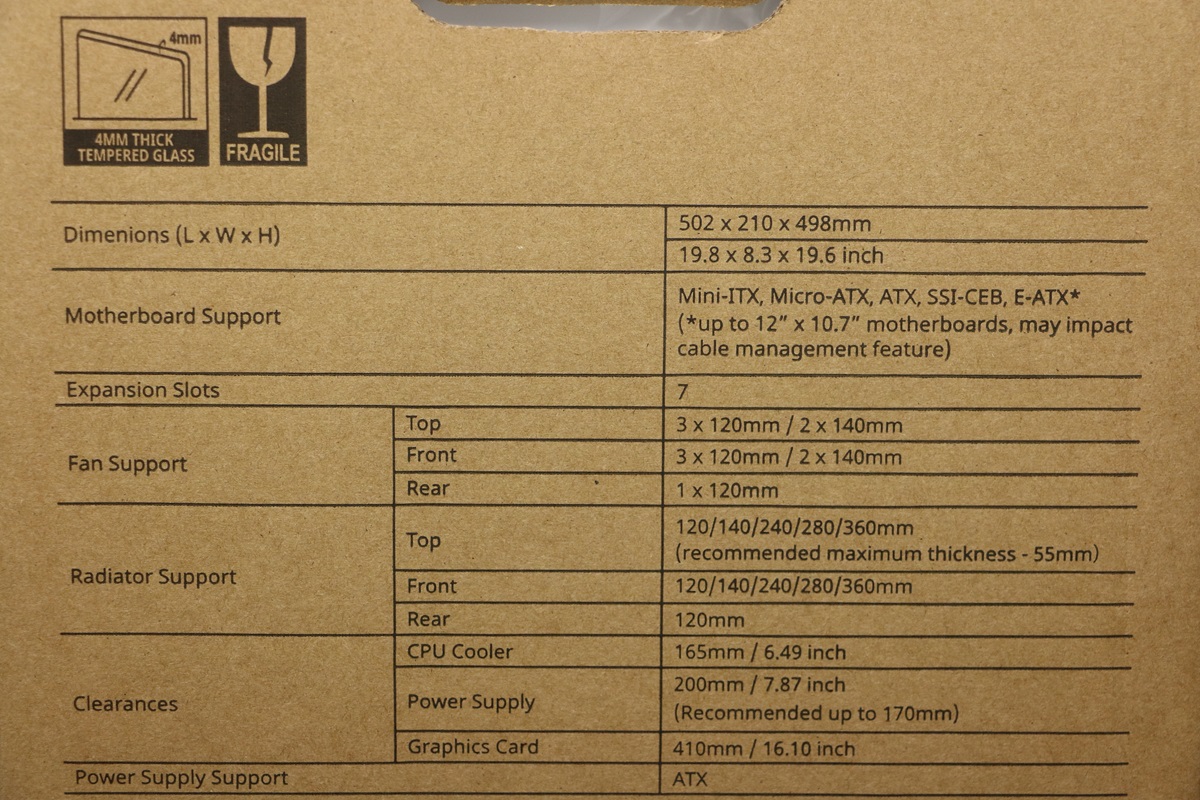 4mm
4MM THICK
TEMPERED GLASS
FRAGILE
Dimenions (L x W x H)
502 x 210 x 498mm
19.8 x 8.3 x 19.6 inch
Motherboard Support
Mini-ITX, Micro-ATX, ATX, SSI-CEB, E-ATX*
(*up to 12” x 10.7” motherboards, may impact
cable management feature)
Expansion Slots
7
Fan Support
Top
3 x 120mm / 2 x 140mm
Front
3 x 120mm / 2 x 140mm
Rear
1 x 120mm
Radiator Support
Top
120/140/240/280/360mm
(recommended maximum thickness - 55mm)
Front
120/140/240/280/360mm
Rear
120mm
Clearances
CPU Cooler
165mm / 6.49 inch
Power Supply
200mm / 7.87 inch
(Recommended up to 170mm)
Graphics Card
410mm / 16.10 inch
Power Supply Support
ATX